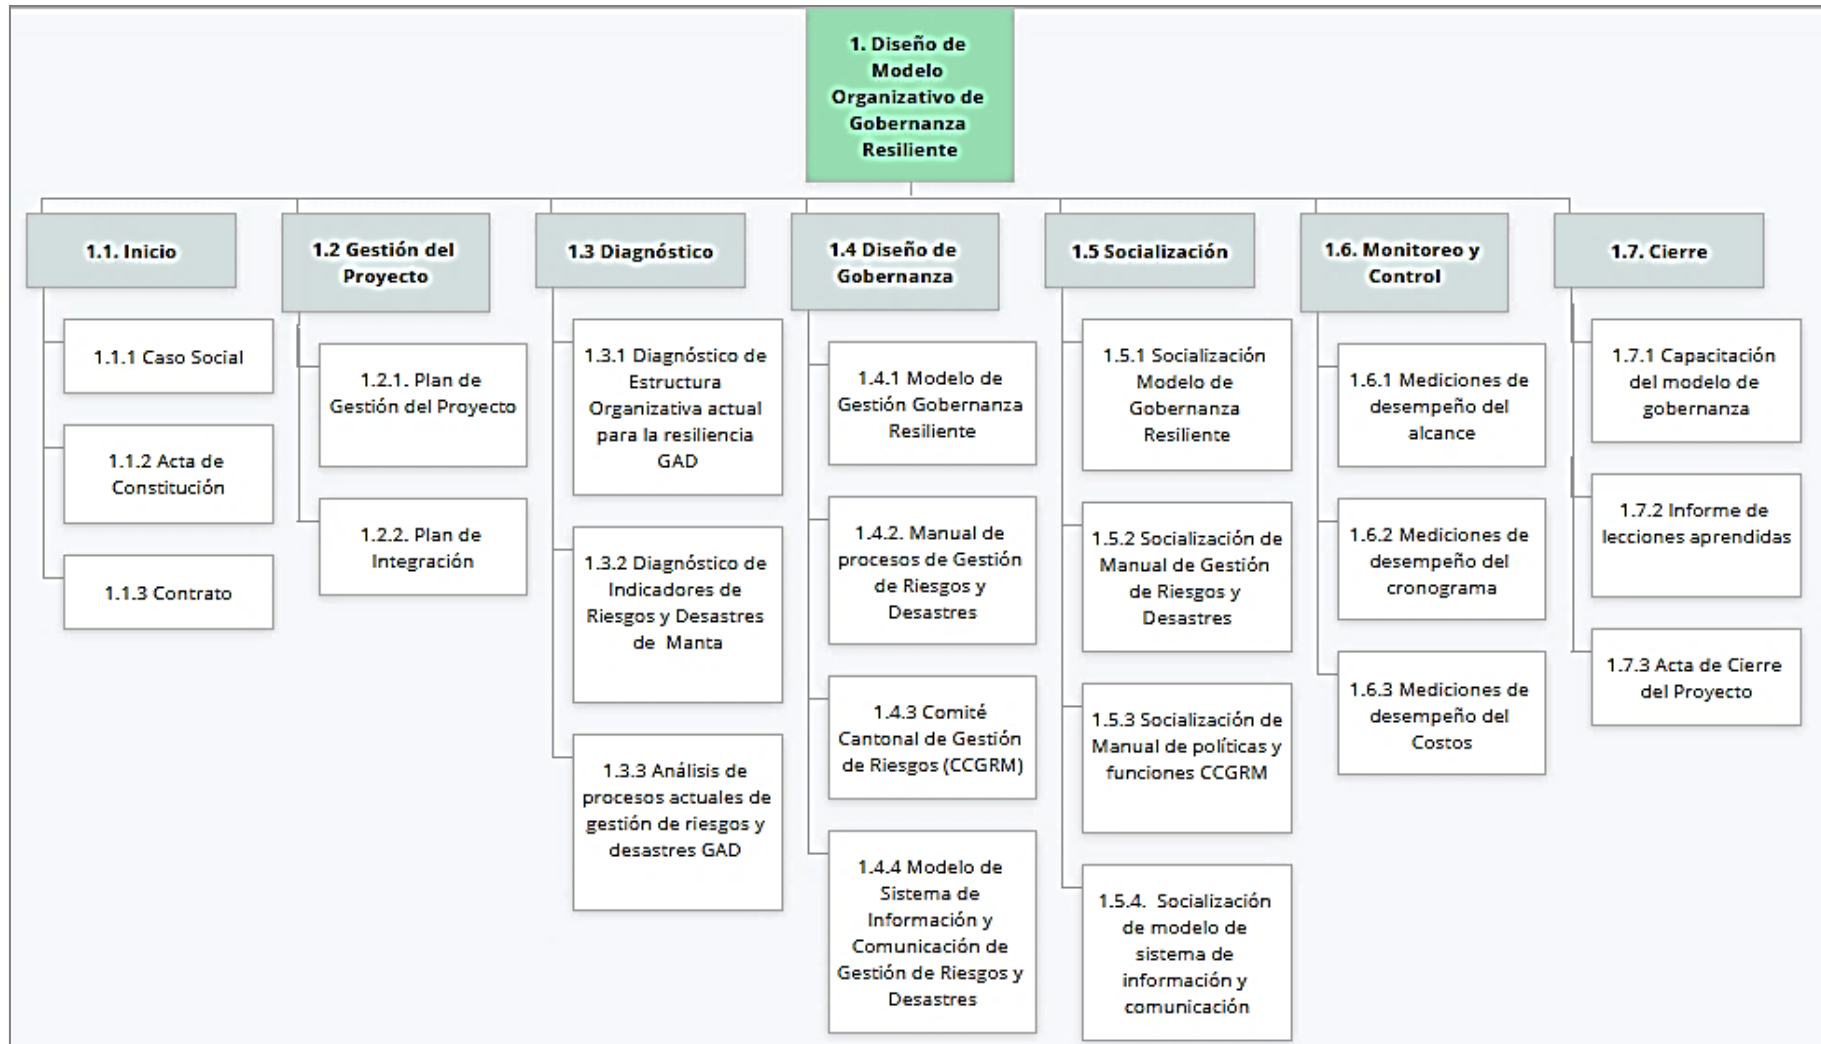 1. Diseño de
Modelo
Organizativo de
Gobernanza
Resiliente
1.1. Inicio
1.1.1 Caso Social
1.1.2 Acta de
Constitución
1.1.3 Contrato
1.2 Gestión del
Proyecto
1.2.1. Plan de
Gestión del Proyecto
1.2.2. Plan de
Integración
1.3 Diagnóstico
1.3.1 Diagnóstico de
Estructura
Organizativa actual
para la resiliencia
GAD
1.3.2 Diagnóstico de
Indicadores de
Riesgos y Desastres
de Manta
1.3.3 Análisis de
procesos actuales de
gestión de riesgos y
desastres GAD
1.4 Diseño de
Gobernanza
1.4.1 Modelo de
Gestión Gobernanza
Resiliente
1.4.2. Manual de
procesos de Gestión
de Riesgos y
Desastres
1.4.3 Comité
Cantonal de Gestión
de Riesgos (CCGRM)
1.4.4 Modelo de
Sistema de
Información y
Comunicación de
Gestión de Riesgos y
Desastres
1.5 Socialización
1.5.1 Socialización
Modelo de
Gobernanza
Resiliente
1.5.2 Socialización de
Manual de Gestión
de Riesgos y
Desastres
1.5.3 Socialización de
Manual de políticas y
funciones CCGRM
1.5.4. Socialización
de modelo de
sistema de
información y
comunicación
1.6. Monitoreo y
Control
1.6.1 Mediciones de
desempeño del
alcance
1.6.2 Mediciones de
desempeño del
cronograma
1.6.3 Mediciones de
desempeño del
Costos
1.7. Cierre
1.7.1 Capacitación
del modelo de
gobernanza
1.7.2 Informe de
lecciones aprendidas
1.7.3 Acta de Cierre
del Proyecto